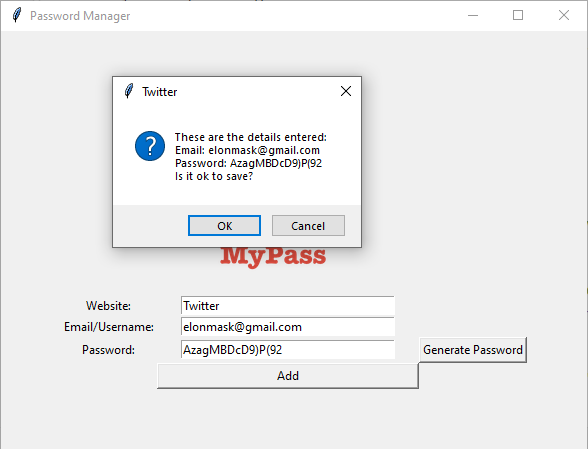 Password Manager
Twitter
These are the details entered:
Email: elonmask@gmail.com
Password: AzagMBDcD9)P(92
Is it ok to save?
OK Cancel
MyPass
Website: Twitter
Email/Username: elonmask@gmail.com
Password: AzagMBDcD9)P(92 Generate Password
Add